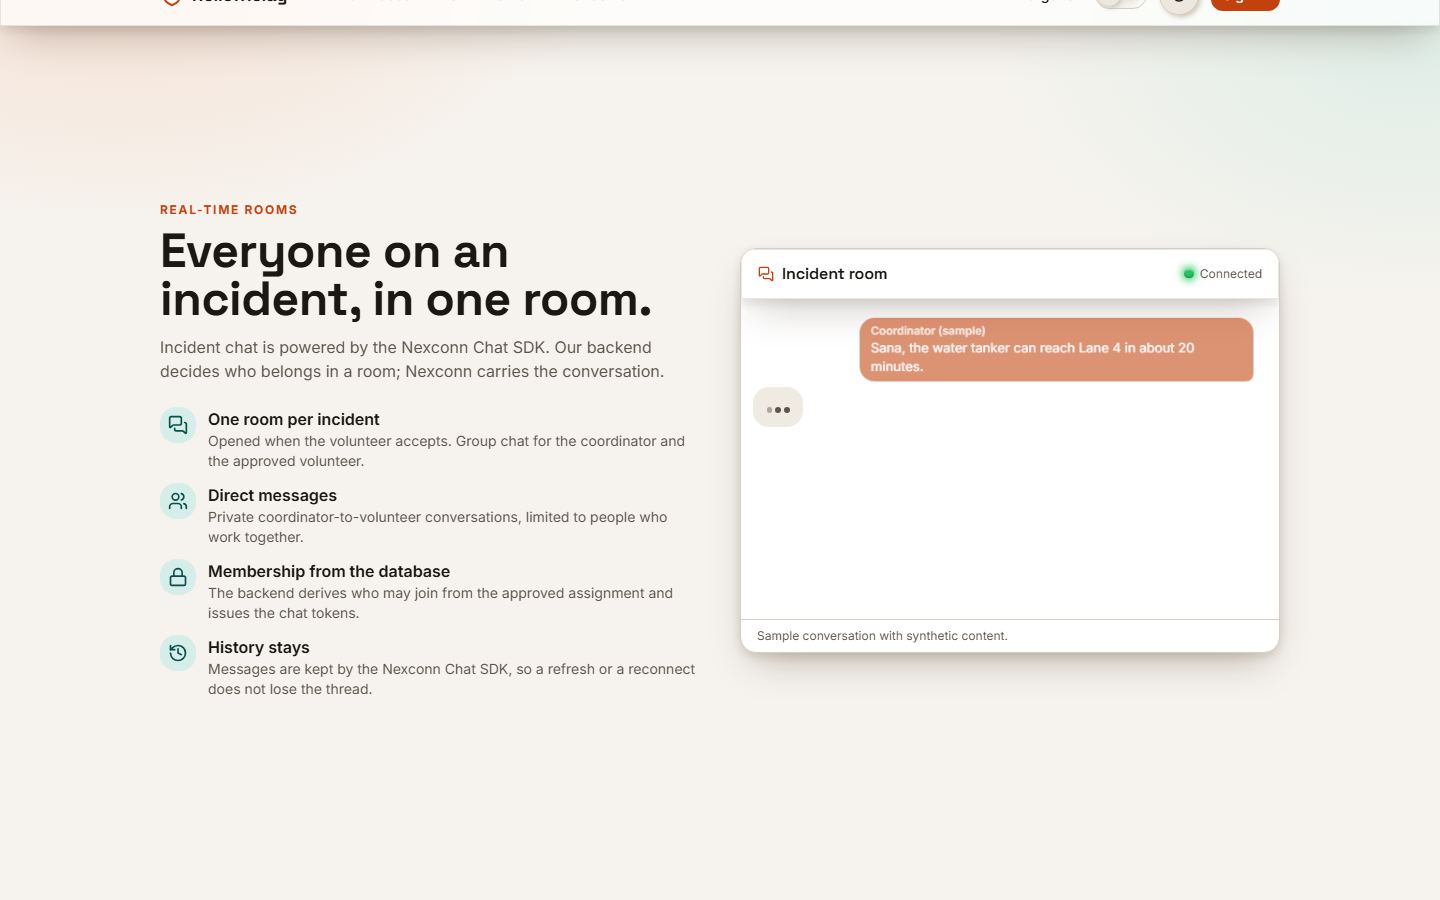 REAL-TIME ROOMS
Everyone on an
incident, in one room.
Incident chat is powered by the Nexconn Chat SDK. Our backend
decides who belongs in a room; Nexconn carries the conversation.
One room per incident
Opened when the volunteer accepts. Group chat for the coordinator and
the approved volunteer.
Direct messages
Private coordinator-to-volunteer conversations, limited to people who
work together.
Membership from the database
The backend derives who may join from the approved assignment and
issues the chat tokens.
History stays
Messages are kept by the Nexconn Chat SDK, so a refresh or a reconnect
does not lose the thread.
Incident room
Connected
Coordinator (sample)
Sana, the water tanker can reach Lane 4 in about 20
minutes.
Sample conversation with synthetic content.